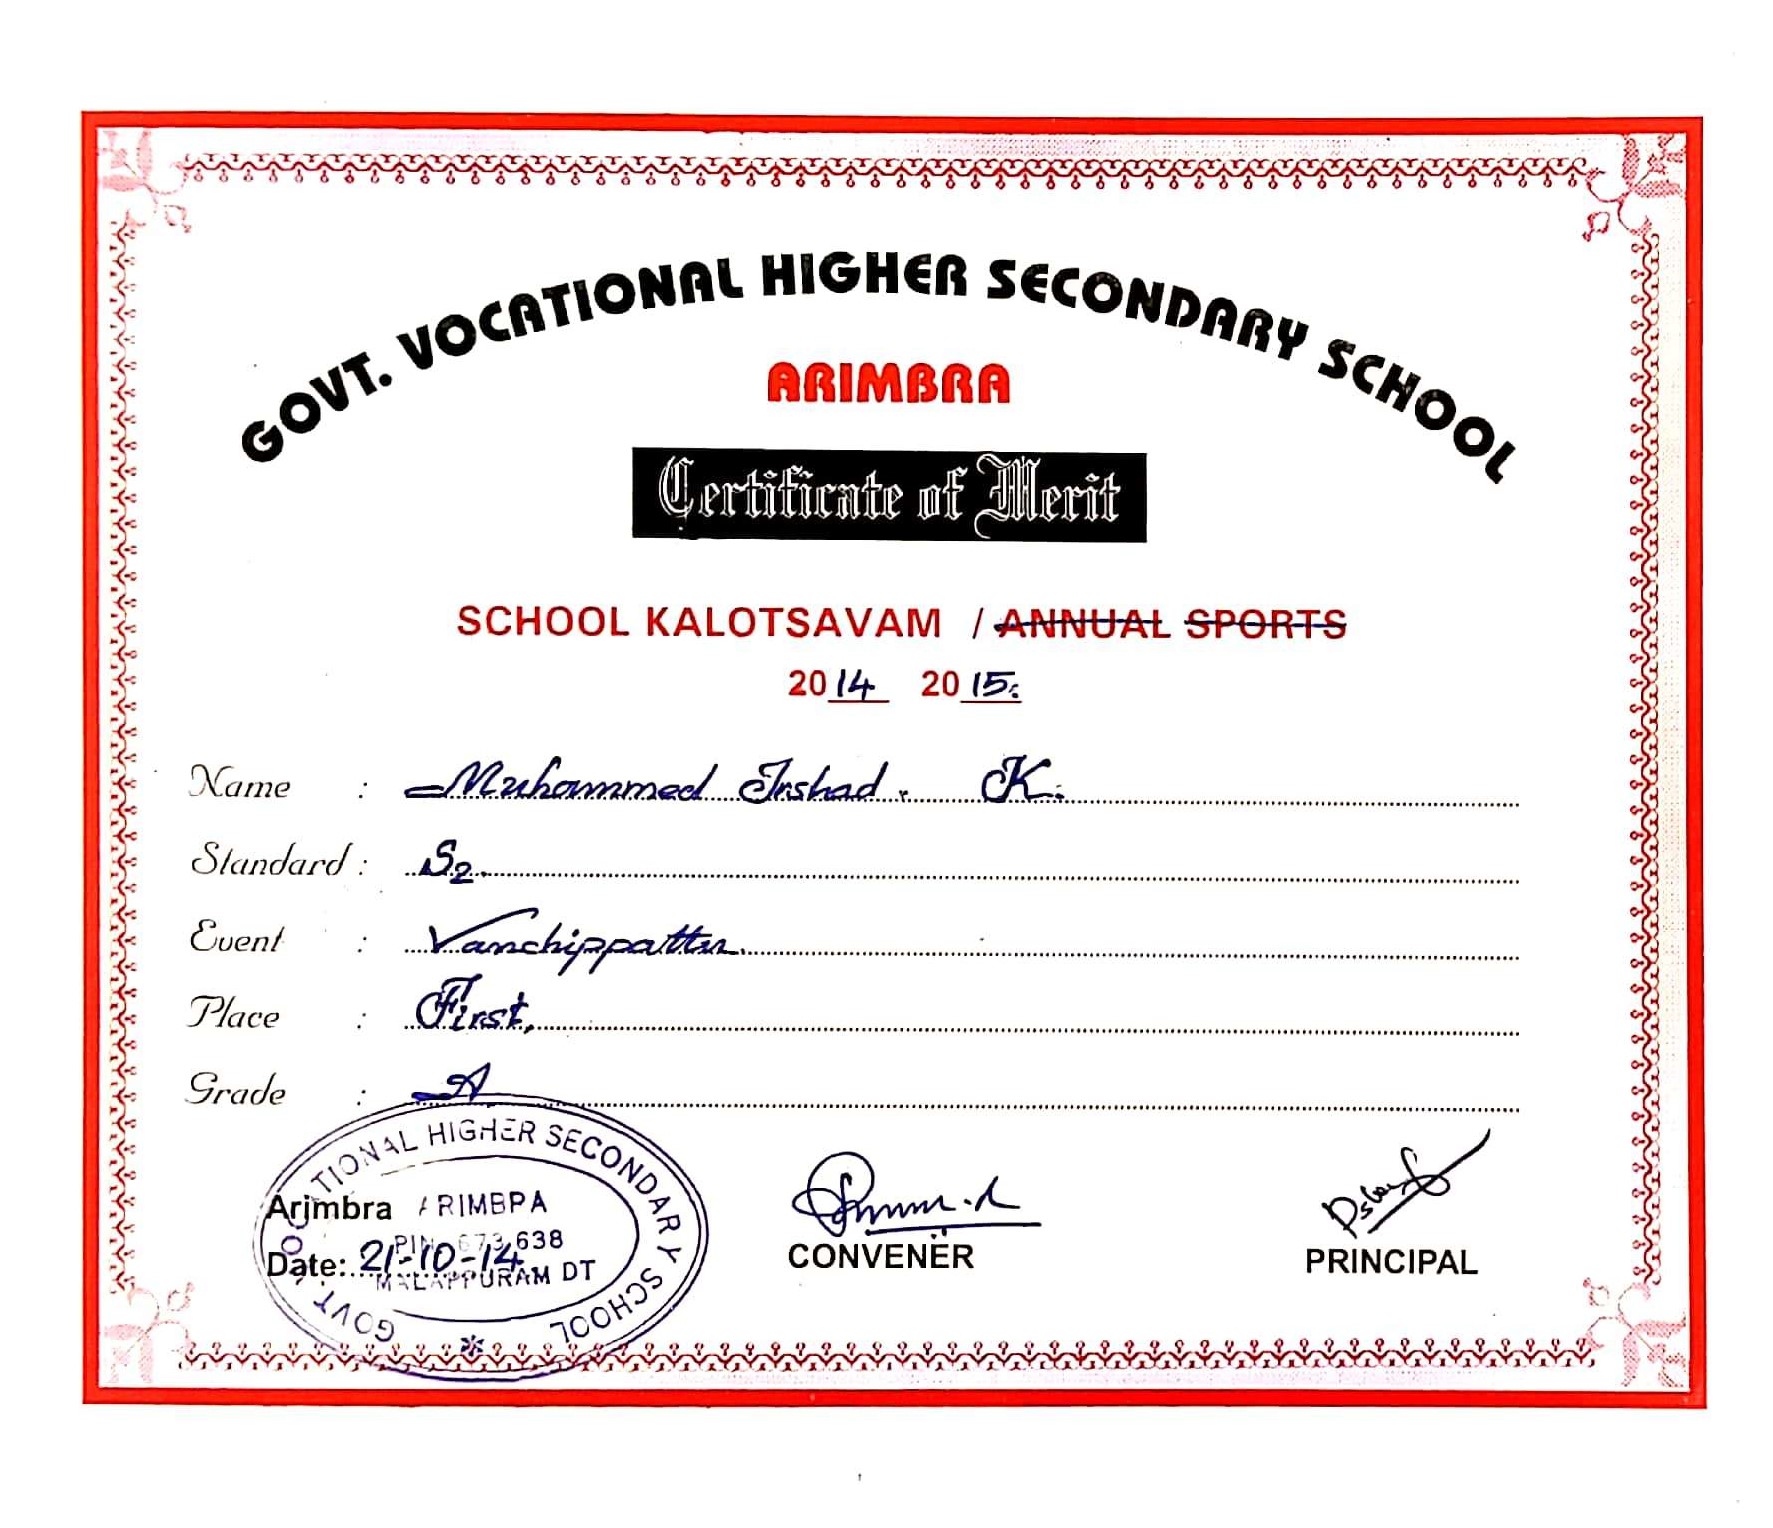 GOVT. VOCATIONAL HIGHER SECONDARY SCHOOL
ARIMBRA
Certificate of Merit
SCHOOL KALOTSAVAM / ANNUAL SPORTS
2014 2015
Name : Muhammed Irshad. K.
Standard : S2.
Event : Vanchippattu.
Place : First,
Grade : A
GOVT VOCATIONAL HIGHER SECONDARY SCHOOL
ARIMBRA
PIN 673 638
MALAPPURAM DT
Arimbra
Date: 21-10-14
CONVENER
PRINCIPAL